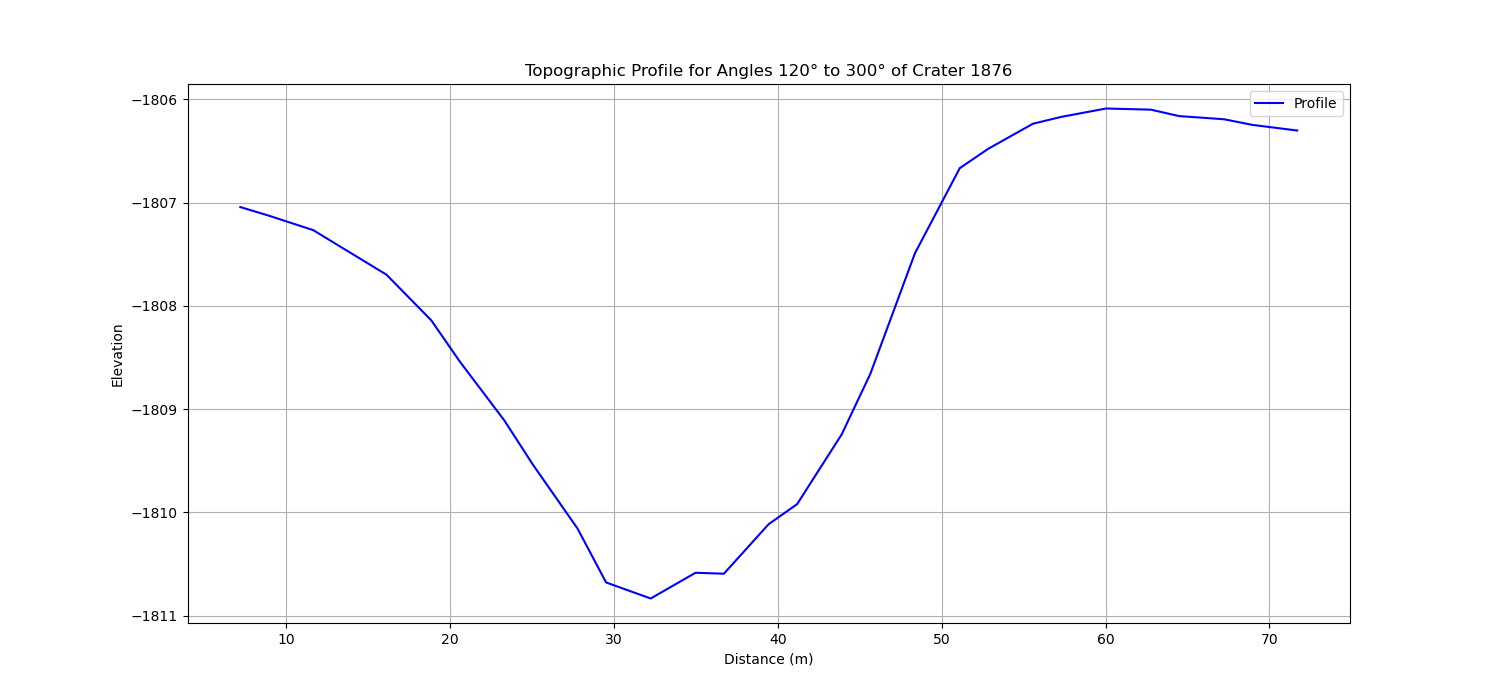 Topographic Profile for Angles 120° to 300° of Crater 1876
Profile
−1806
−1807
−1808
−1809
−1810
−1811
Elevation
10 20 30 40 50 60 70
Distance (m)